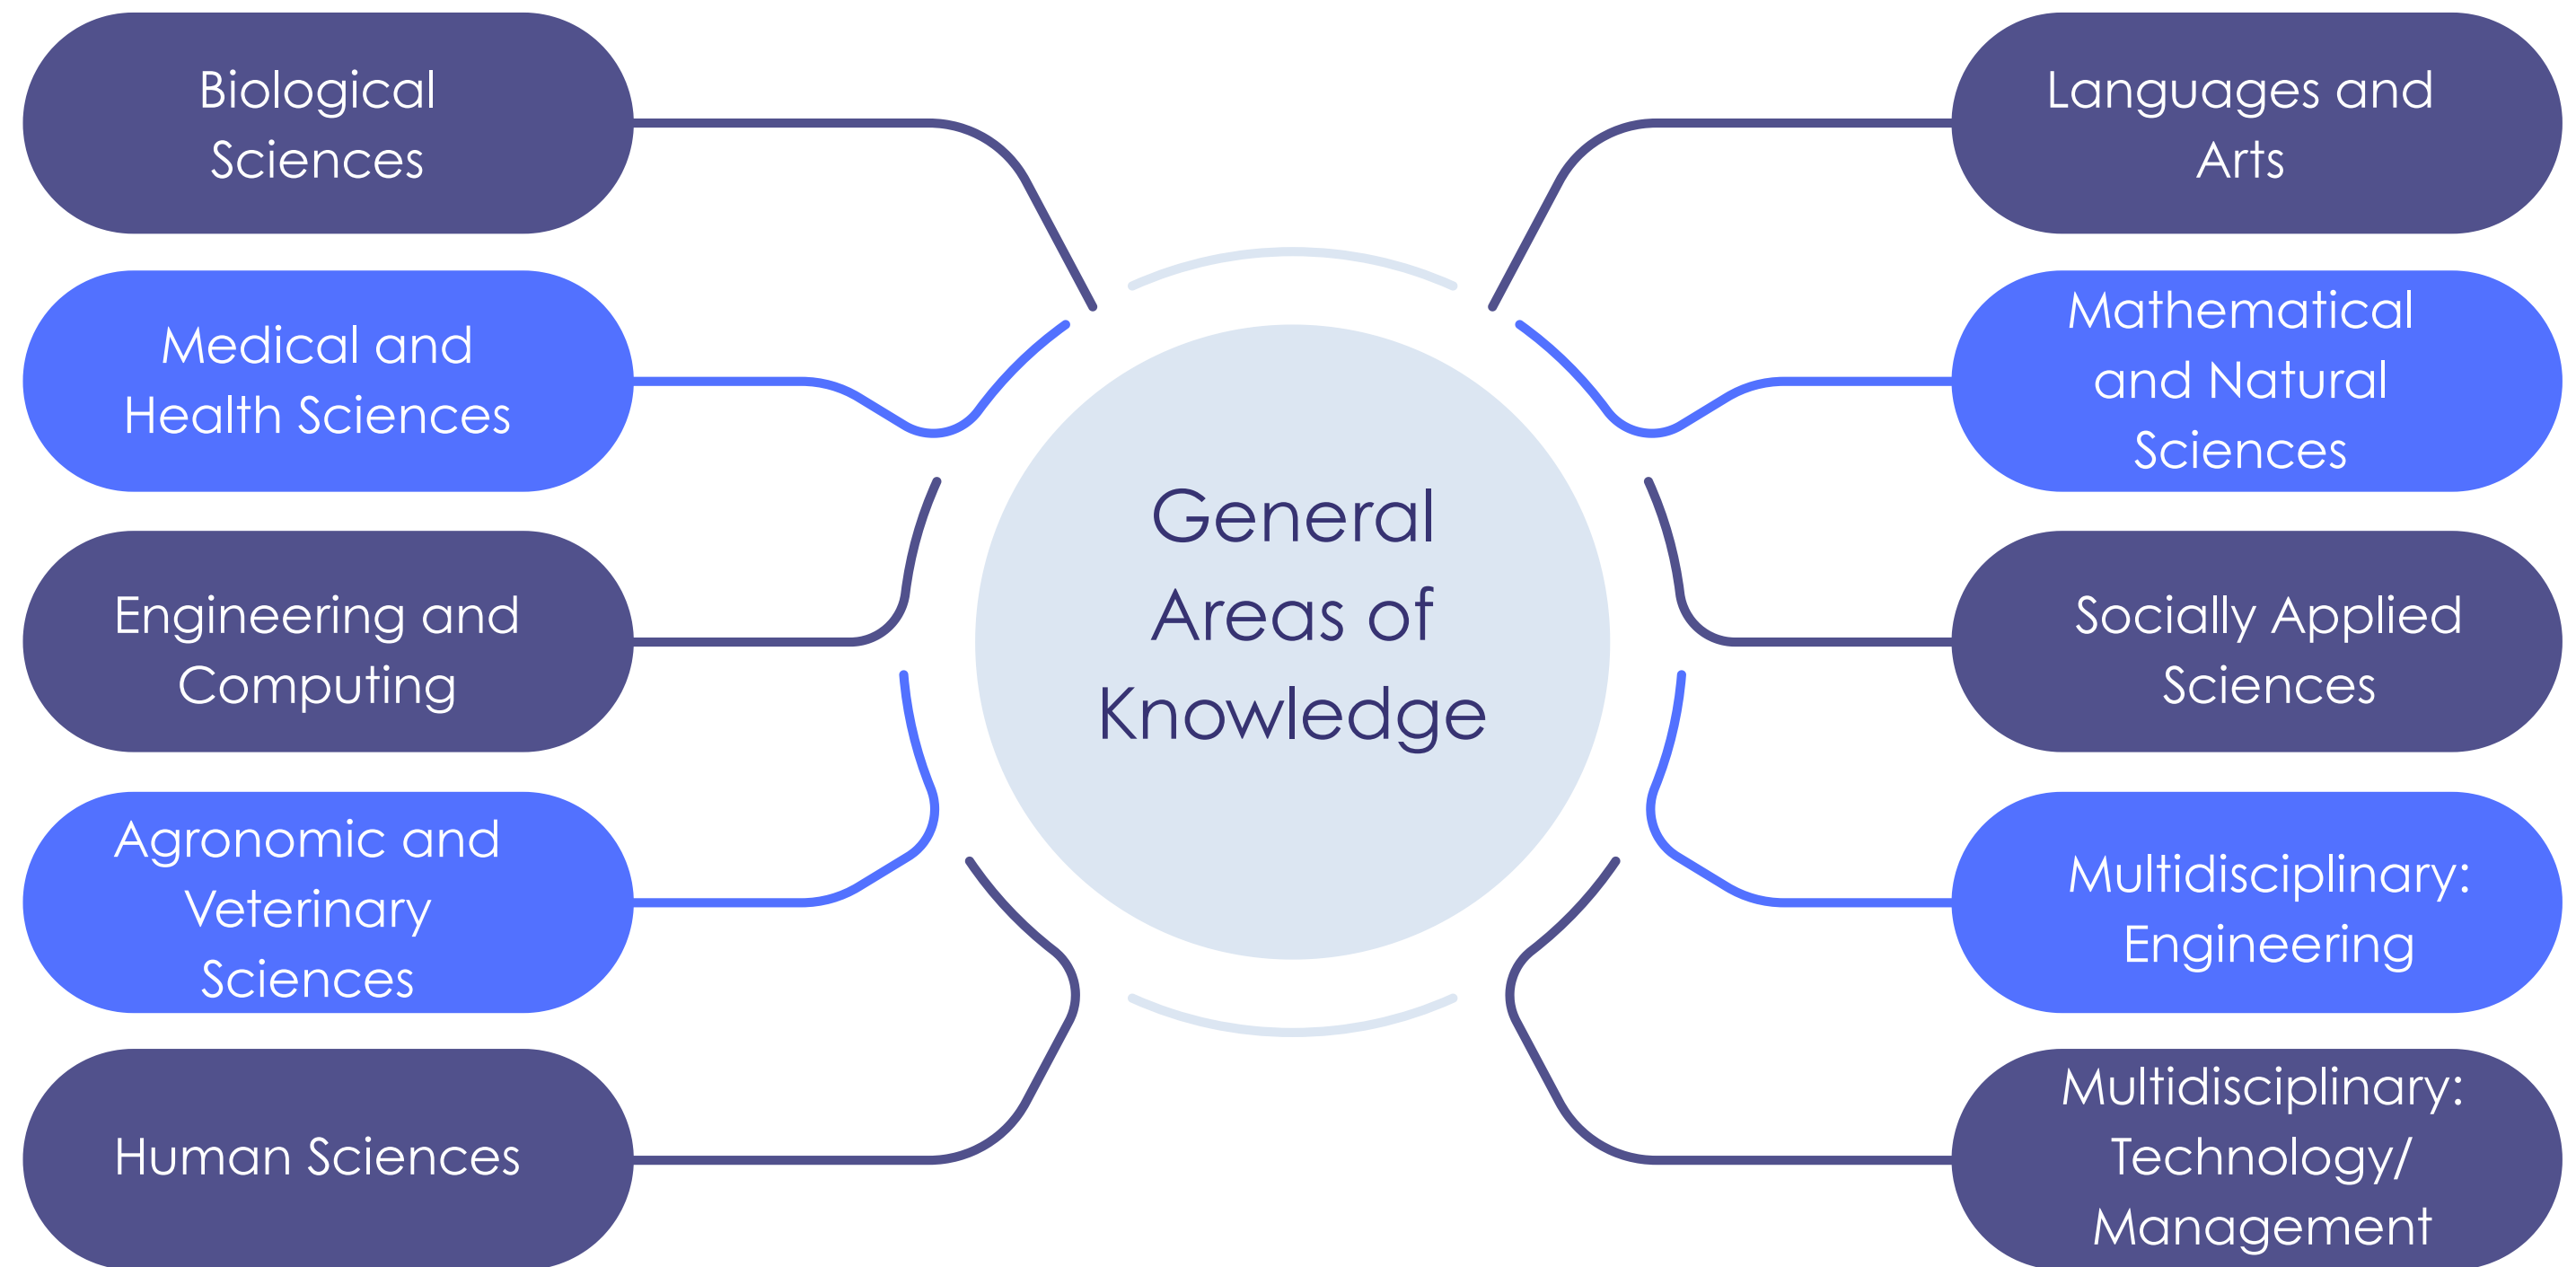 Biological
Sciences
Medical and
Health Sciences
Engineering and
Computing
Agronomic and
Veterinary
Sciences
Human Sciences
General
Areas of
Knowledge
Languages and
Arts
Mathematical
and Natural
Sciences
Socially Applied
Sciences
Multidisciplinary:
Engineering
Multidisciplinary:
Technology/
Management